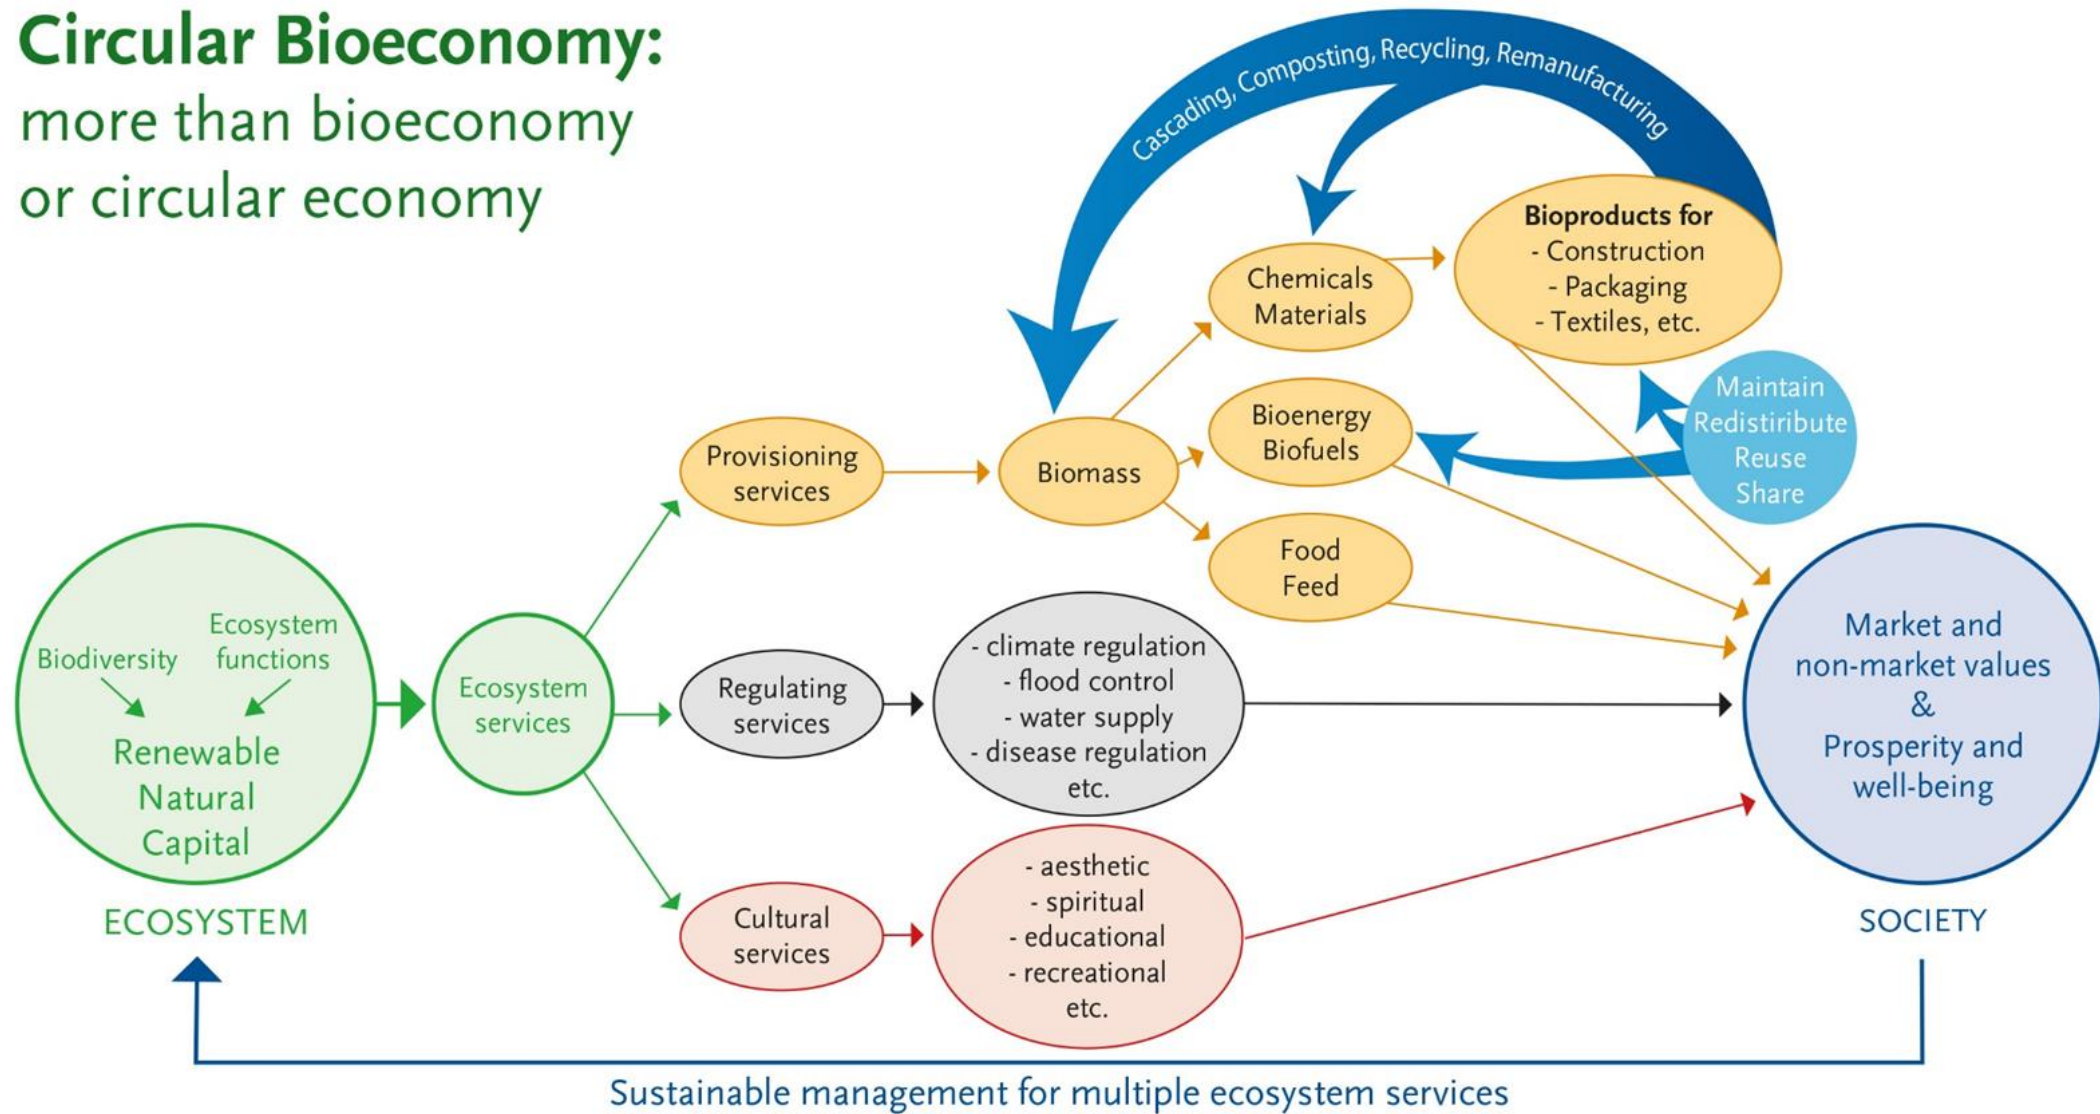 Circular Bioeconomy:
more than bioeconomy
or circular economy
Cascading, Composting, Recycling, Remanufacturing
Bioproducts for
- Construction
- Packaging
- Textiles, etc.
Chemicals
Materials
Maintain
Redistiribute
Reuse
Share
Bioenergy
Biofuels
Provisioning
services
Biomass
Food
Feed
Biodiversity
Ecosystem
functions
Renewable
Natural
Capital
ECOSYSTEM
Ecosystem
services
Regulating
services
- climate regulation
- flood control
- water supply
- disease regulation
etc.
Market and
non-market values
&
Prosperity and
well-being
SOCIETY
Cultural
services
- aesthetic
- spiritual
- educational
- recreational
etc.
Sustainable management for multiple ecosystem services